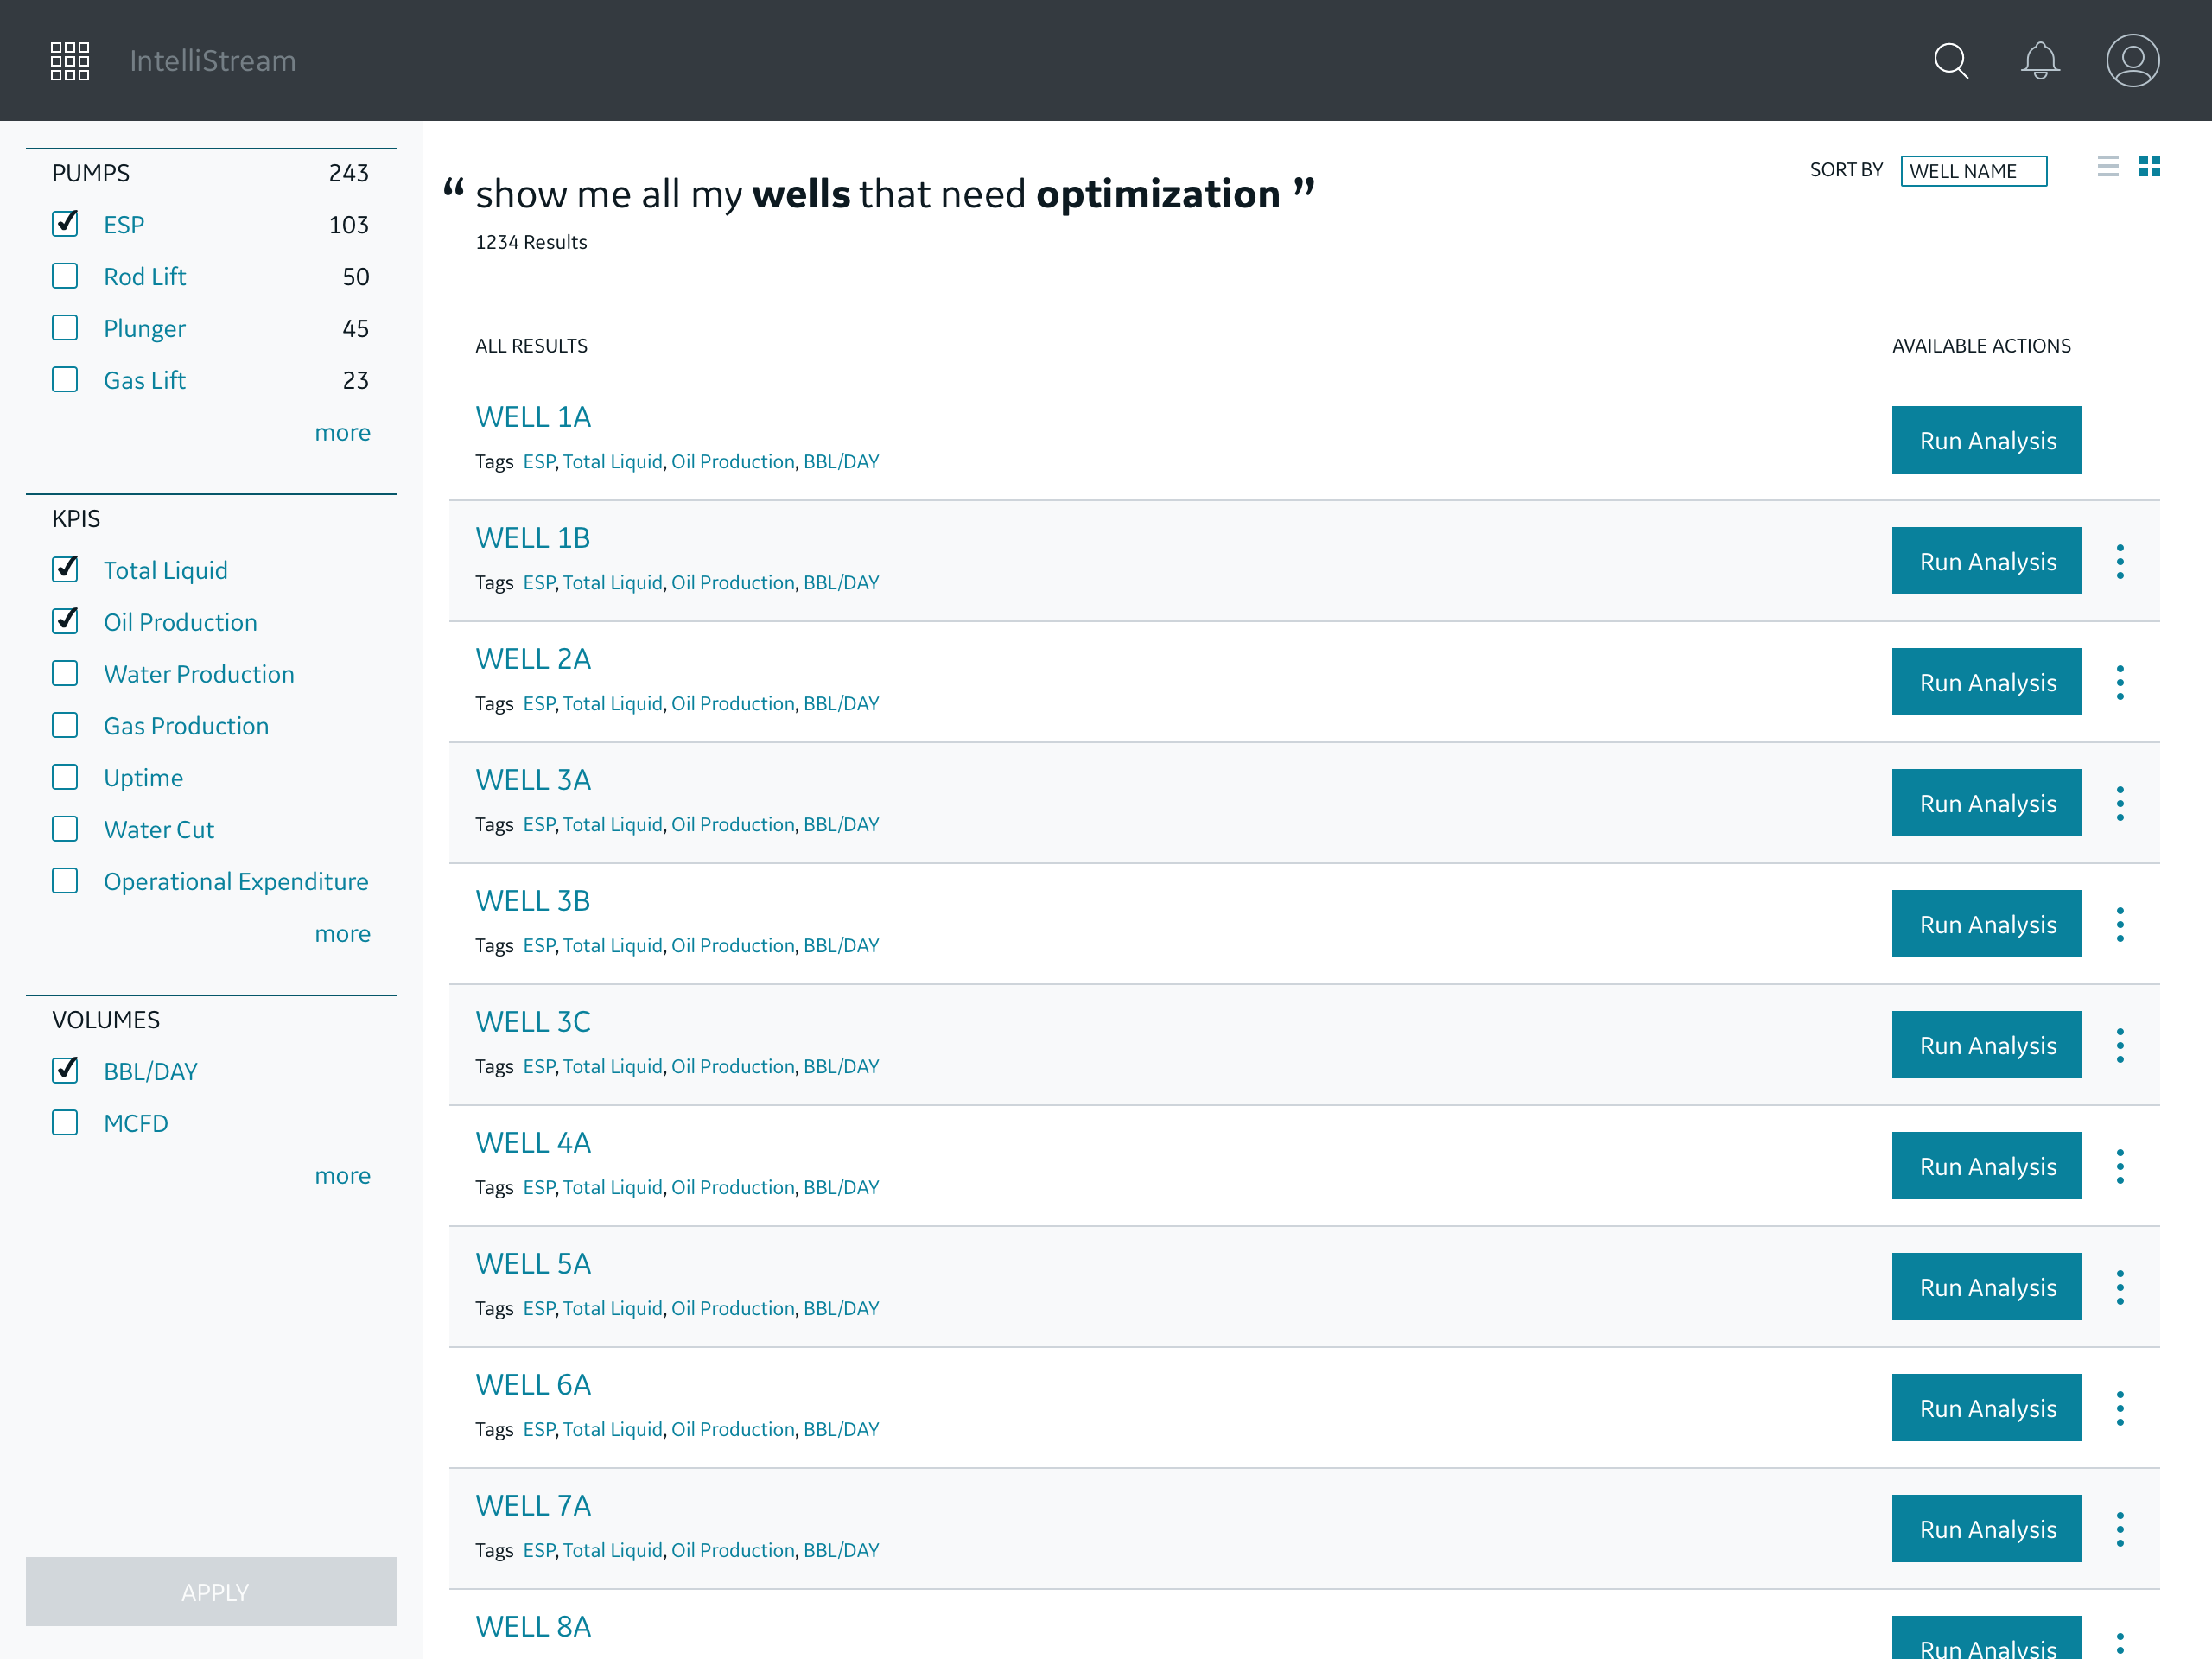 IntelliStream
PUMPS 243
ESP 103
Rod Lift 50
Plunger 45
Gas Lift 23
more
KPIS
Total Liquid
Oil Production
Water Production
Gas Production
Uptime
Water Cut
Operational Expenditure
more
VOLUMES
BBL/DAY
MCFD
more
APPLY
“ show me all my wells that need optimization ”
1234 Results
SORT BY WELL NAME
ALL RESULTS AVAILABLE ACTIONS
WELL 1A
Tags ESP, Total Liquid, Oil Production, BBL/DAY
Run Analysis
WELL 1B
Tags ESP, Total Liquid, Oil Production, BBL/DAY
Run Analysis
WELL 2A
Tags ESP, Total Liquid, Oil Production, BBL/DAY
Run Analysis
WELL 3A
Tags ESP, Total Liquid, Oil Production, BBL/DAY
Run Analysis
WELL 3B
Tags ESP, Total Liquid, Oil Production, BBL/DAY
Run Analysis
WELL 3C
Tags ESP, Total Liquid, Oil Production, BBL/DAY
Run Analysis
WELL 4A
Tags ESP, Total Liquid, Oil Production, BBL/DAY
Run Analysis
WELL 5A
Tags ESP, Total Liquid, Oil Production, BBL/DAY
Run Analysis
WELL 6A
Tags ESP, Total Liquid, Oil Production, BBL/DAY
Run Analysis
WELL 7A
Tags ESP, Total Liquid, Oil Production, BBL/DAY
Run Analysis
WELL 8A
Run Analysis